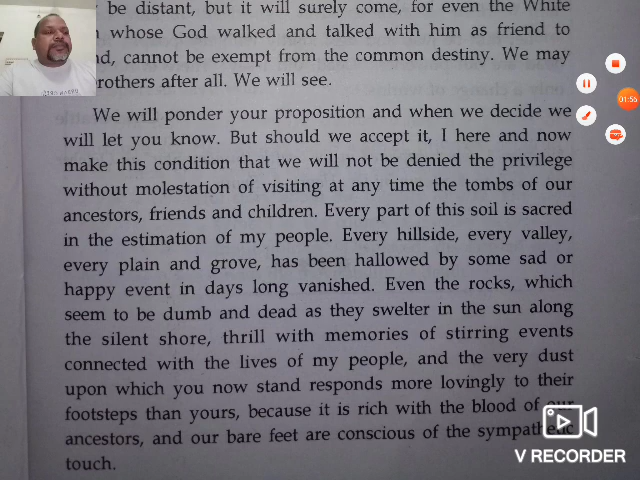 be distant, but it will surely come, for even the White
whose God walked and talked with him as friend to
cannot be exempt from the common destiny. We may
brothers after all. We will see.
We will ponder your proposition and when we decide we
will let you know. But should we accept it, I here and now
make this condition that we will not be denied the privilege
without molestation of visiting at any time the tombs of our
ancestors, friends and children. Every part of this soil is sacred
in the estimation of my people. Every hillside, every valley,
every plain and grove, has been hallowed by some sad or
happy event in days long vanished. Even the rocks, which
seem to be dumb and dead as they swelter in the sun along
the silent shore, thrill with memories of stirring events
connected with the lives of my people, and the very dust
upon which you now stand responds more lovingly to their
footsteps than yours, because it is rich with the blood of our
ancestors, and our bare feet are conscious of the sympathetic
touch.
01:56
V RECORDER